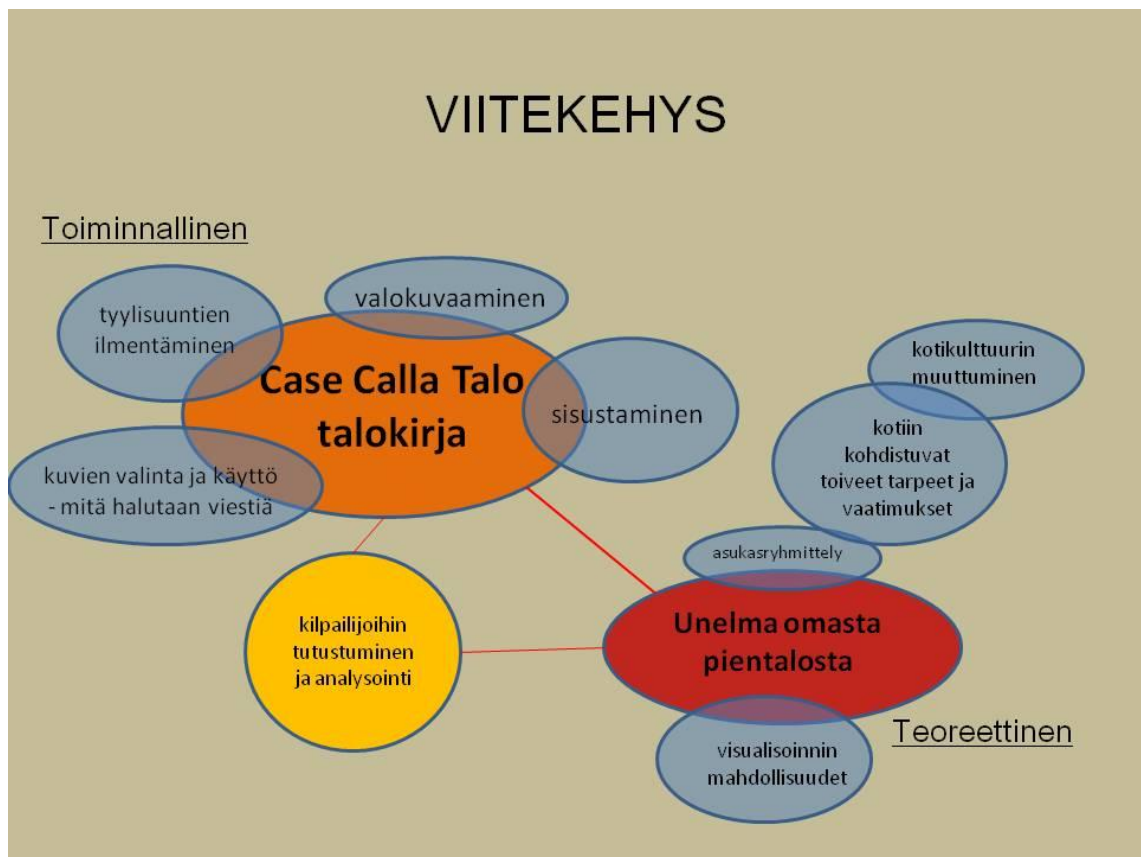 VIITEKEHYS
Toiminnallinen
tyylisuuntien
ilmentäminen
valokuvaaminen
Case Calla Talo
talokirja
sisustaminen
kuvien valinta ja käyttö
- mitä halutaan viestiä
kotikulttuurin
muuttuminen
kotiin
kohdistuvat
toiveet tarpeet ja
vaatimukset
asukasryhmittely
kilpailijoihin
tutustuminen
ja analysointi
Unelma omasta
pientalosta
Teoreettinen
visualisoinnin
mahdollisuudet